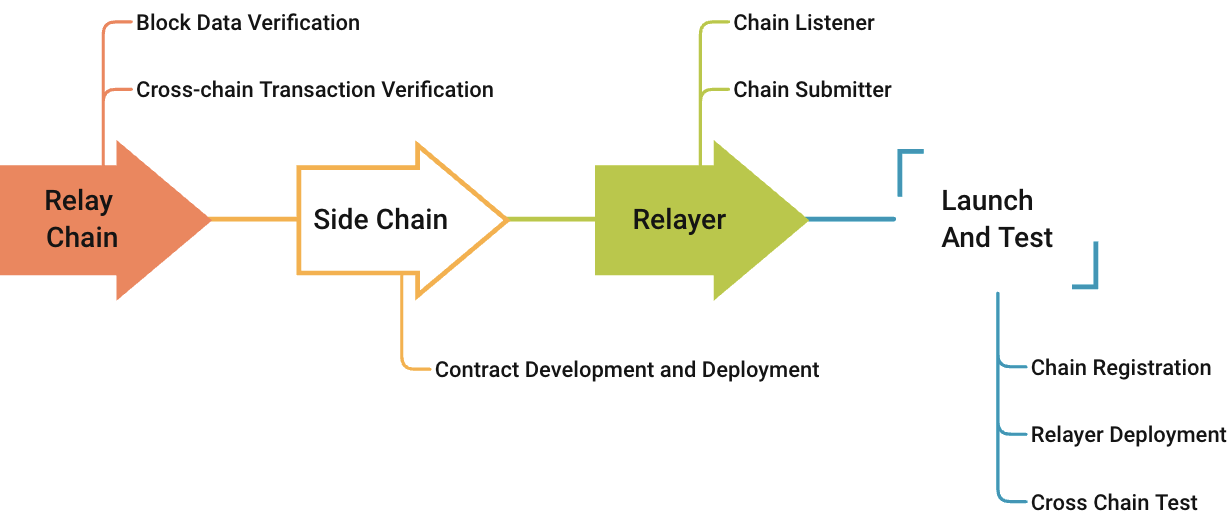 Block Data Verification
Cross-chain Transaction Verification
Relay
Chain
Side Chain
Contract Development and Deployment
Chain Listener
Chain Submitter
Relayer
Launch
And Test
Chain Registration
Relayer Deployment
Cross Chain Test